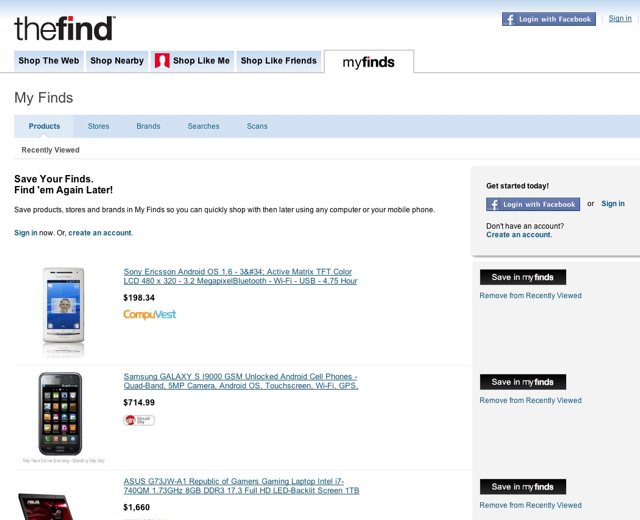 thefind
Login with Facebook | Sign in
Shop The Web
Shop Nearby
Shop Like Me
Shop Like Friends
myfinds
My Finds
Products
Stores
Brands
Searches
Scans
Recently Viewed
Save Your Finds.
Find 'em Again Later!
Save products, stores and brands in My Finds so you can quickly shop with then later using any computer or your mobile phone.
Sign in now. Or, create an account.
Get started today!
Login with Facebook or Sign in
Don't have an account?
Create an account.
Sony Ericsson Android OS 1.6 - 3&#34; Active Matrix TFT Color
LCD 480 x 320 - 3.2 MegapixelBluetooth - Wi-Fi - USB - 4.75 Hour
$198.34
CompuVest
Save in myfinds
Remove from Recently Viewed
Samsung GALAXY S I9000 GSM Unlocked Android Cell Phones -
Quad-Band, 5MP Camera, Android OS, Touchscreen, Wi-Fi, GPS,
$714.99
Circuit
City
Save in myfinds
Remove from Recently Viewed
ASUS G73JW-A1 Republic of Gamers Gaming Laptop Intel i7-
740QM 1.73GHz 8GB DDR3 17.3 Full HD LED-Backlit Screen 1TB
$1,660
Save in myfinds
Remove from Recently Viewed